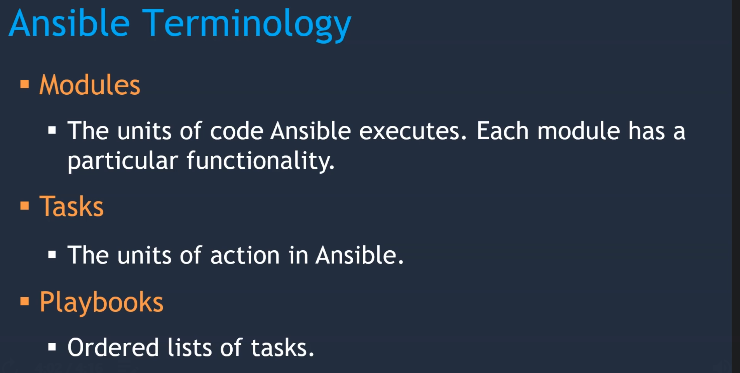 Ansible Terminology
▪ Modules
▪ The units of code Ansible executes. Each module has a
particular functionality.
▪ Tasks
▪ The units of action in Ansible.
▪ Playbooks
▪ Ordered lists of tasks.